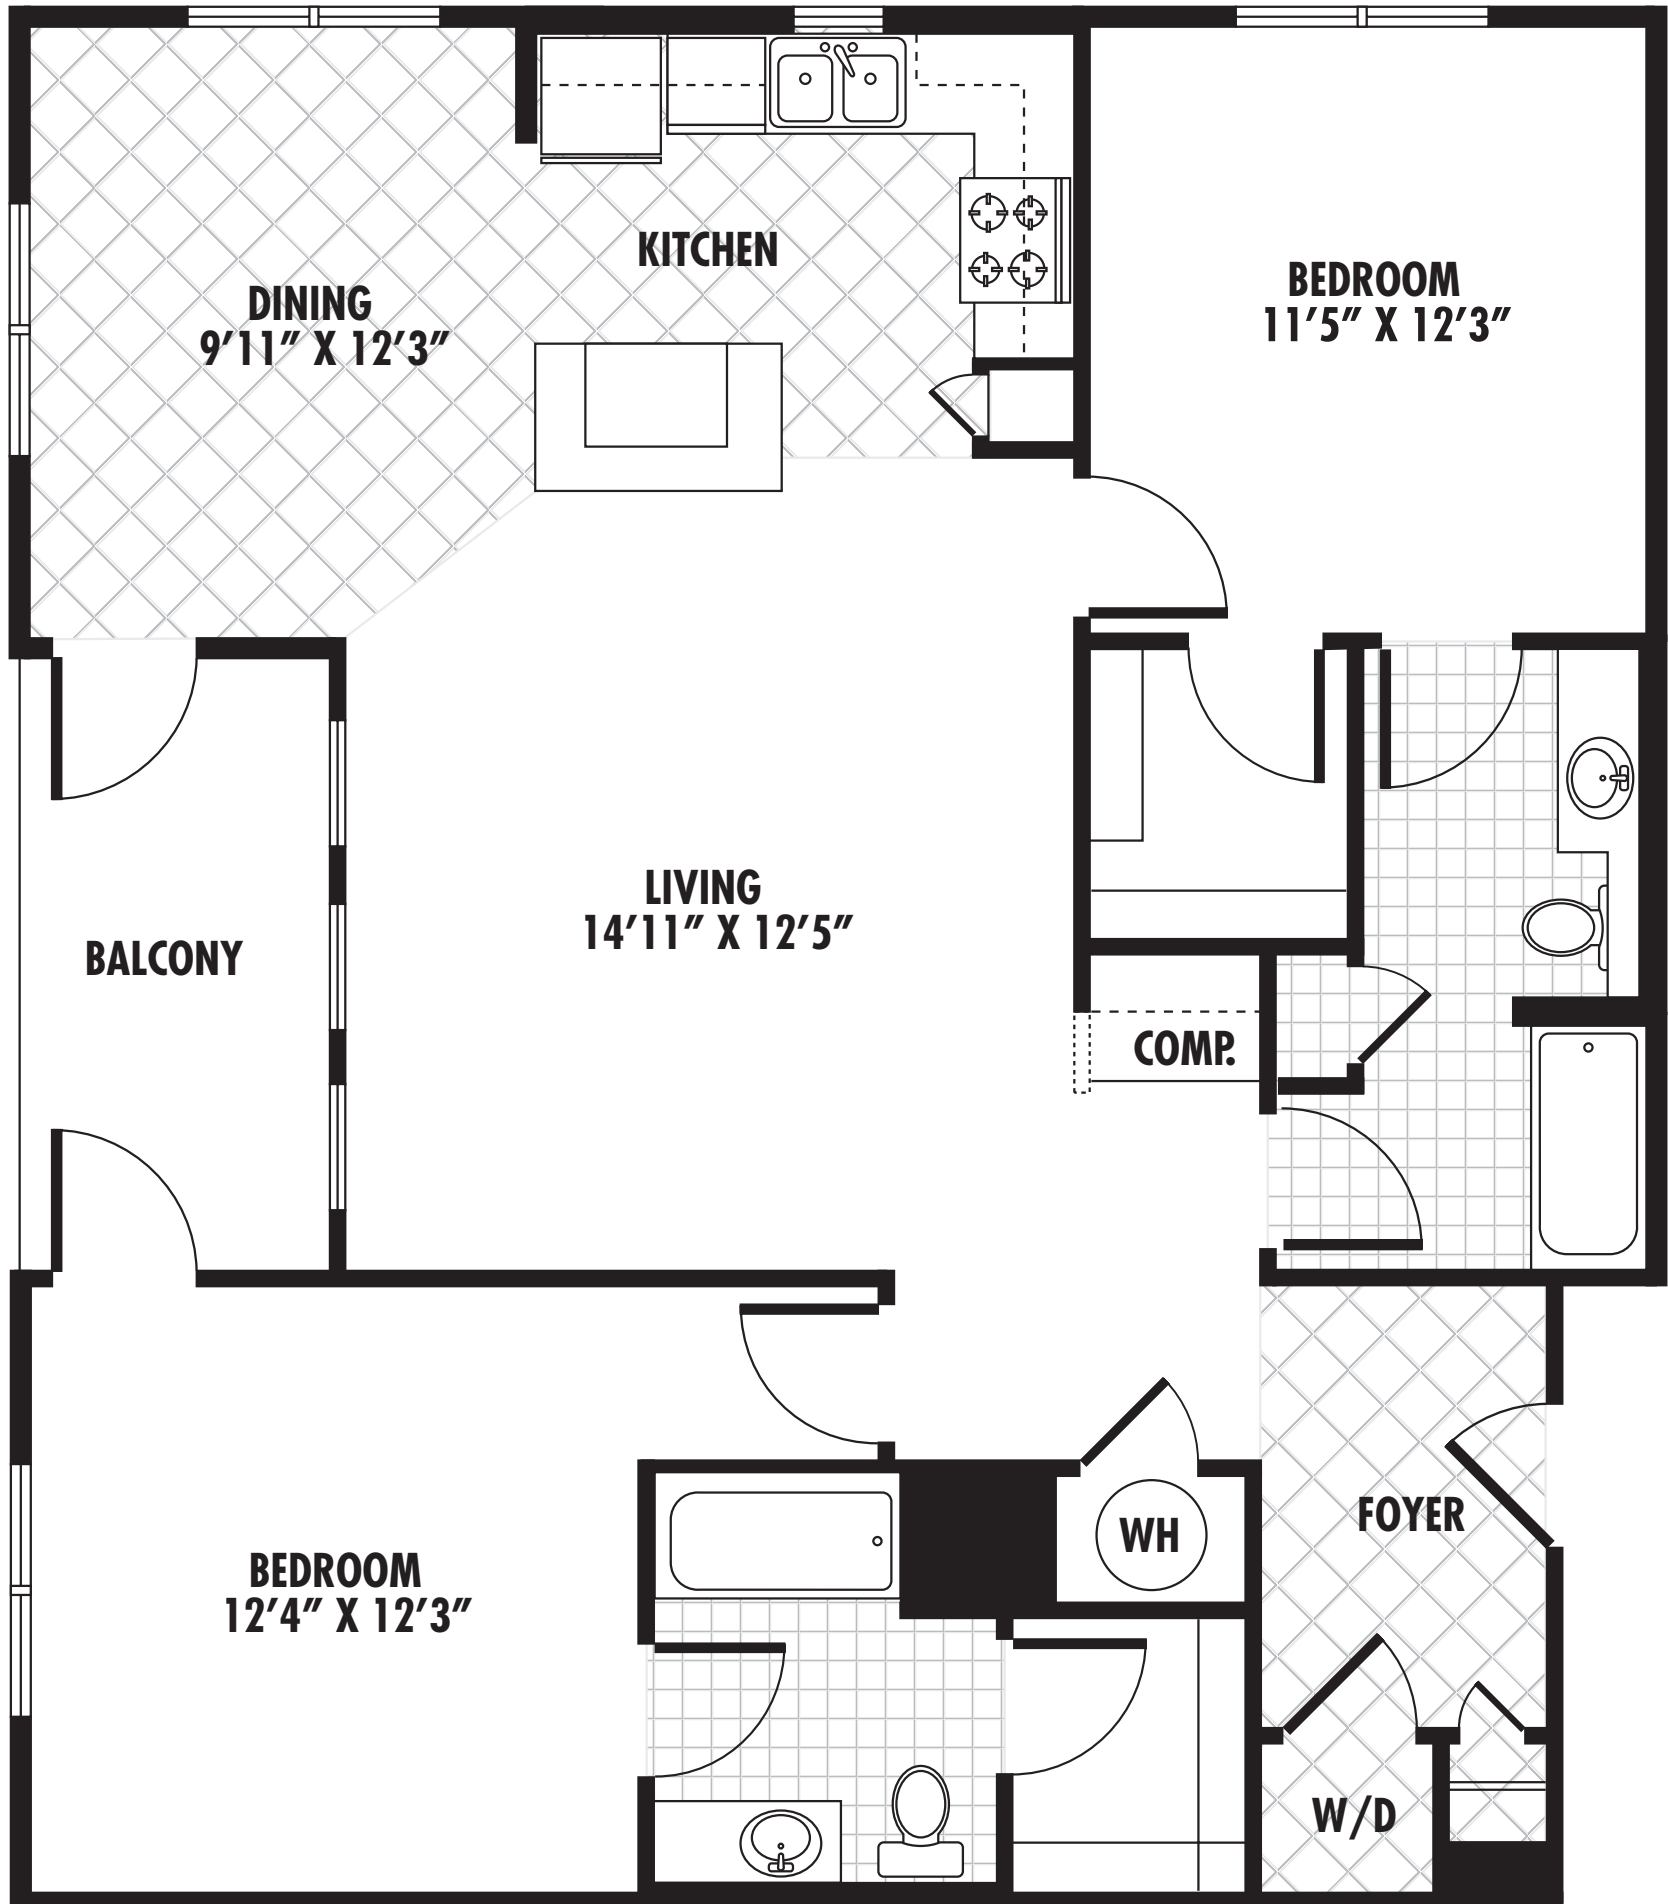 KITCHEN
DINING
9'11" X 12'3"
BEDROOM
11'5" X 12'3"
LIVING
14'11" X 12'5"
BALCONY
COMP.
FOYER
WH
BEDROOM
12'4" X 12'3"
W/D